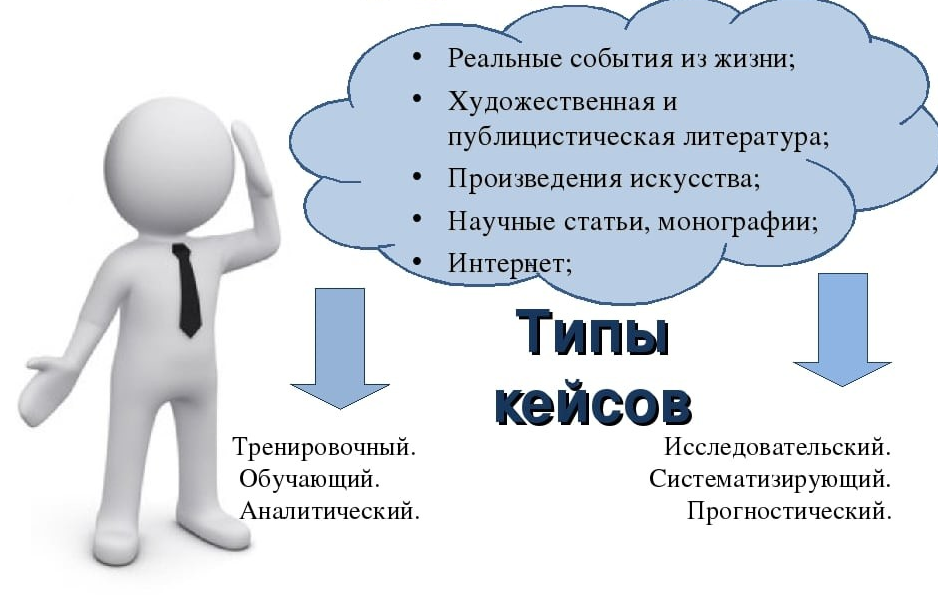 • Реальные события из жизни;
• Художественная и
публицистическая литература;
• Произведения искусства;
• Научные статьи, монографии;
• Интернет;
Типы
кейсов
Тренировочный.
Обучающий.
Аналитический.
Исследовательский.
Систематизирующий.
Прогностический.